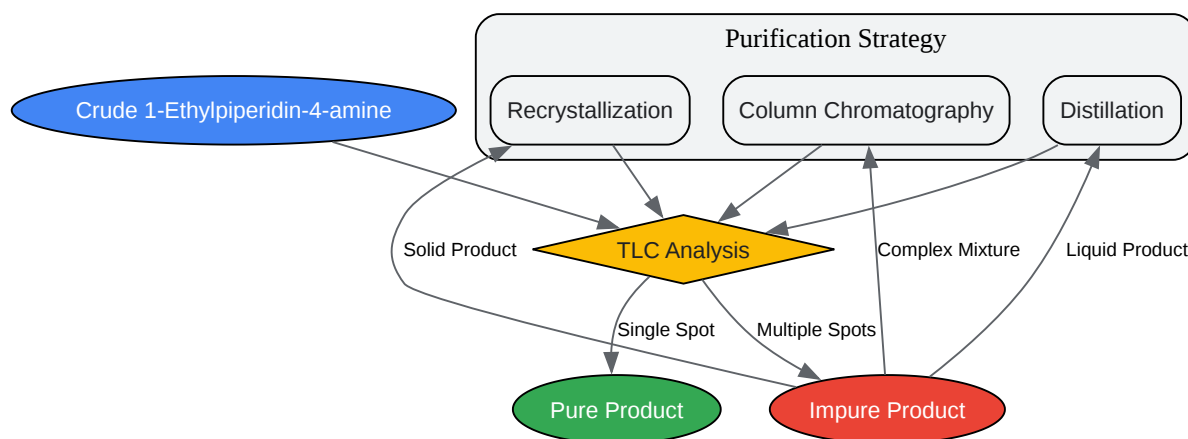 Purification Strategy
Crude 1-Ethylpiperidin-4-amine
Recrystallization
Column Chromatography
Distillation
Solid Product
TLC Analysis
Complex Mixture
Liquid Product
Single Spot
Multiple Spots
Pure Product
Impure Product